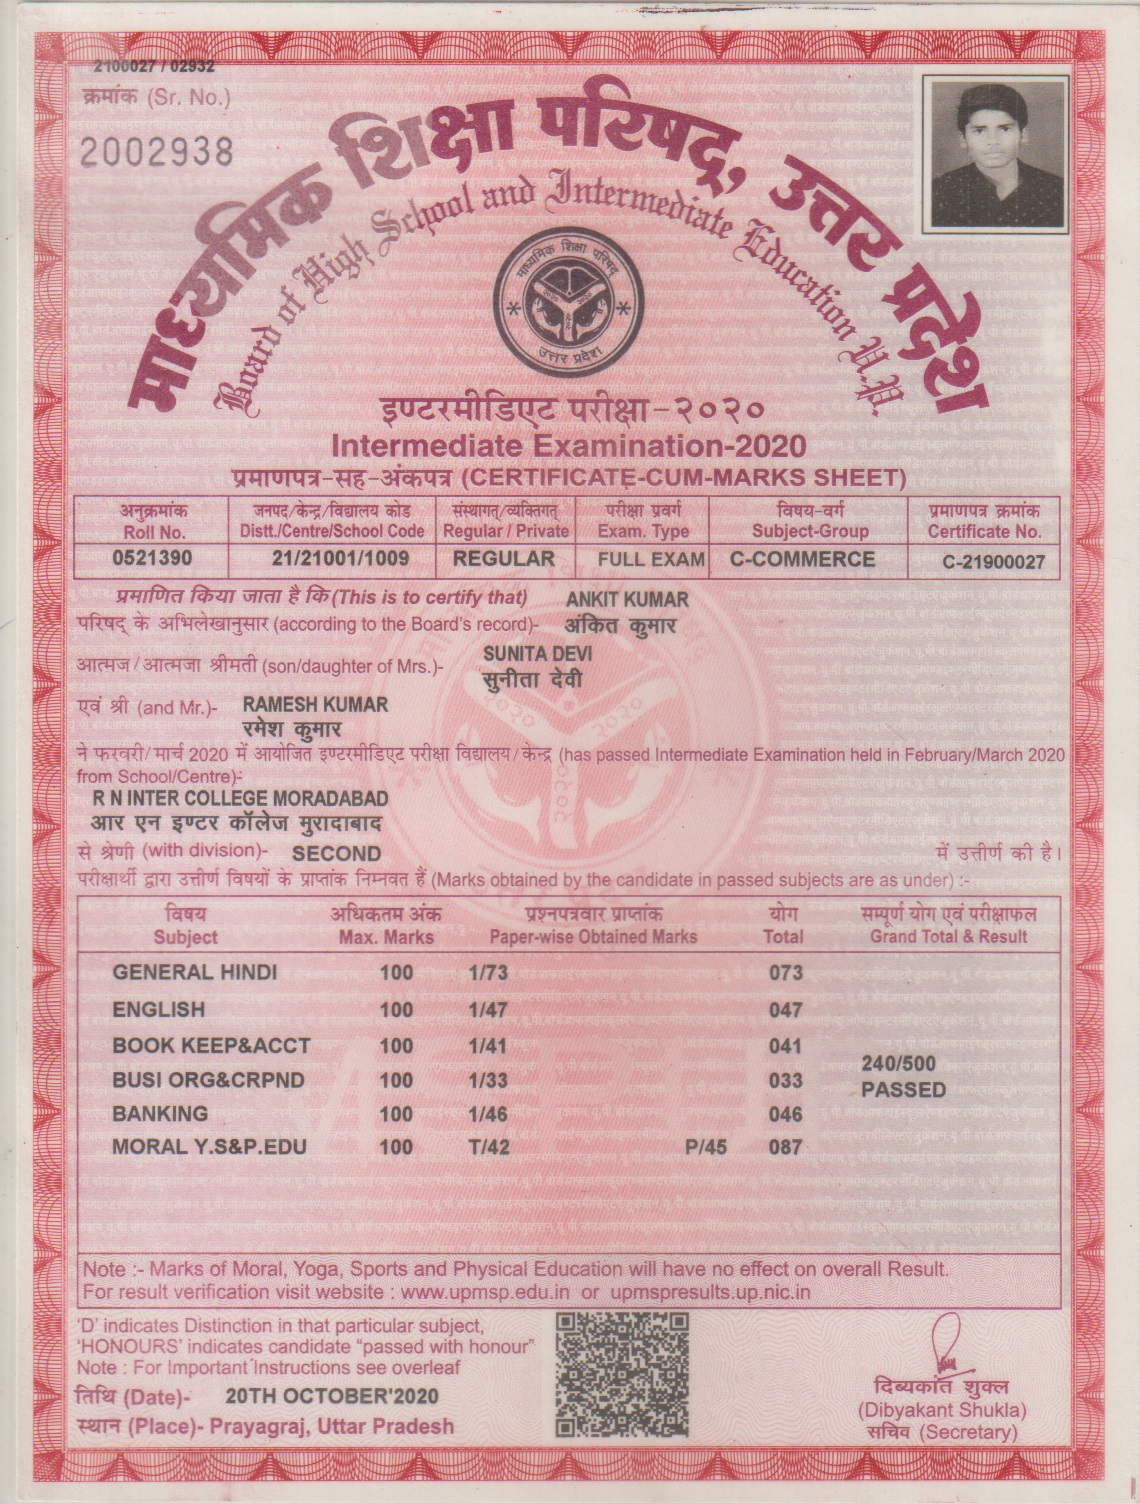 2100027 / 02932
क्रमांक (Sr. No.)
2002938
माध्यमिक शिक्षा परिषद्, उत्तर प्रदेश
Board of High School and Intermediate Education U.P.
माध्यमिक शिक्षा परिषद्
उत्तर प्रदेश
इण्टरमीडिएट परीक्षा-२०२०
Intermediate Examination-2020
प्रमाणपत्र-सह-अंकपत्र (CERTIFICATE-CUM-MARKS SHEET)
अनुक्रमांक जनपद/केन्द्र/विद्यालय कोड संस्थागत्/व्यक्तिगत् परीक्षा प्रवर्ग विषय-वर्ग प्रमाणपत्र क्रमांक
Roll No. Distt./Centre/School Code Regular / Private Exam. Type Subject-Group Certificate No.
0521390 21/21001/1009 REGULAR FULL EXAM C-COMMERCE C-21900027
प्रमाणित किया जाता है कि (This is to certify that) ANKIT KUMAR
परिषद् के अभिलेखानुसार (according to the Board's record)- अंकित कुमार
SUNITA DEVI
आत्मज/आत्मजा श्रीमती (son/daughter of Mrs.)-
सुनीता देवी
एवं श्री (and Mr.)- RAMESH KUMAR
रमेश कुमार
ने फरवरी/मार्च 2020 में आयोजित इण्टरमीडिएट परीक्षा विद्यालय/केन्द्र (has passed Intermediate Examination held in February/March 2020
from School/Centre)-
R N INTER COLLEGE MORADABAD
आर एन इण्टर कॉलेज मुरादाबाद
से श्रेणी (with division)- SECOND में उत्तीर्ण की है।
परीक्षार्थी द्वारा उत्तीर्ण विषयों के प्राप्तांक निम्नवत हैं (Marks obtained by the candidate in passed subjects are as under) :-
विषय अधिकतम अंक प्रश्नपत्रवार प्राप्तांक योग सम्पूर्ण योग एवं परीक्षाफल
Subject Max. Marks Paper-wise Obtained Marks Total Grand Total & Result
GENERAL HINDI 100 1/73 073
ENGLISH 100 1/47 047
BOOK KEEP&ACCT 100 1/41 041
240/500
BUSI ORG&CRPND 100 1/33 033
PASSED
BANKING 100 1/46 046
MORAL Y.S&P.EDU 100 T/42 P/45 087
Note :- Marks of Moral, Yoga, Sports and Physical Education will have no effect on overall Result.
For result verification visit website : www.upmsp.edu.in or upmspresults.up.nic.in
'D' indicates Distinction in that particular subject,
'HONOURS' indicates candidate "passed with honour"
Note : For Important Instructions see overleaf
तिथि (Date)- 20TH OCTOBER'2020
स्थान (Place)- Prayagraj, Uttar Pradesh
दिब्यकांत शुक्ल
(Dibyakant Shukla)
सचिव (Secretary)